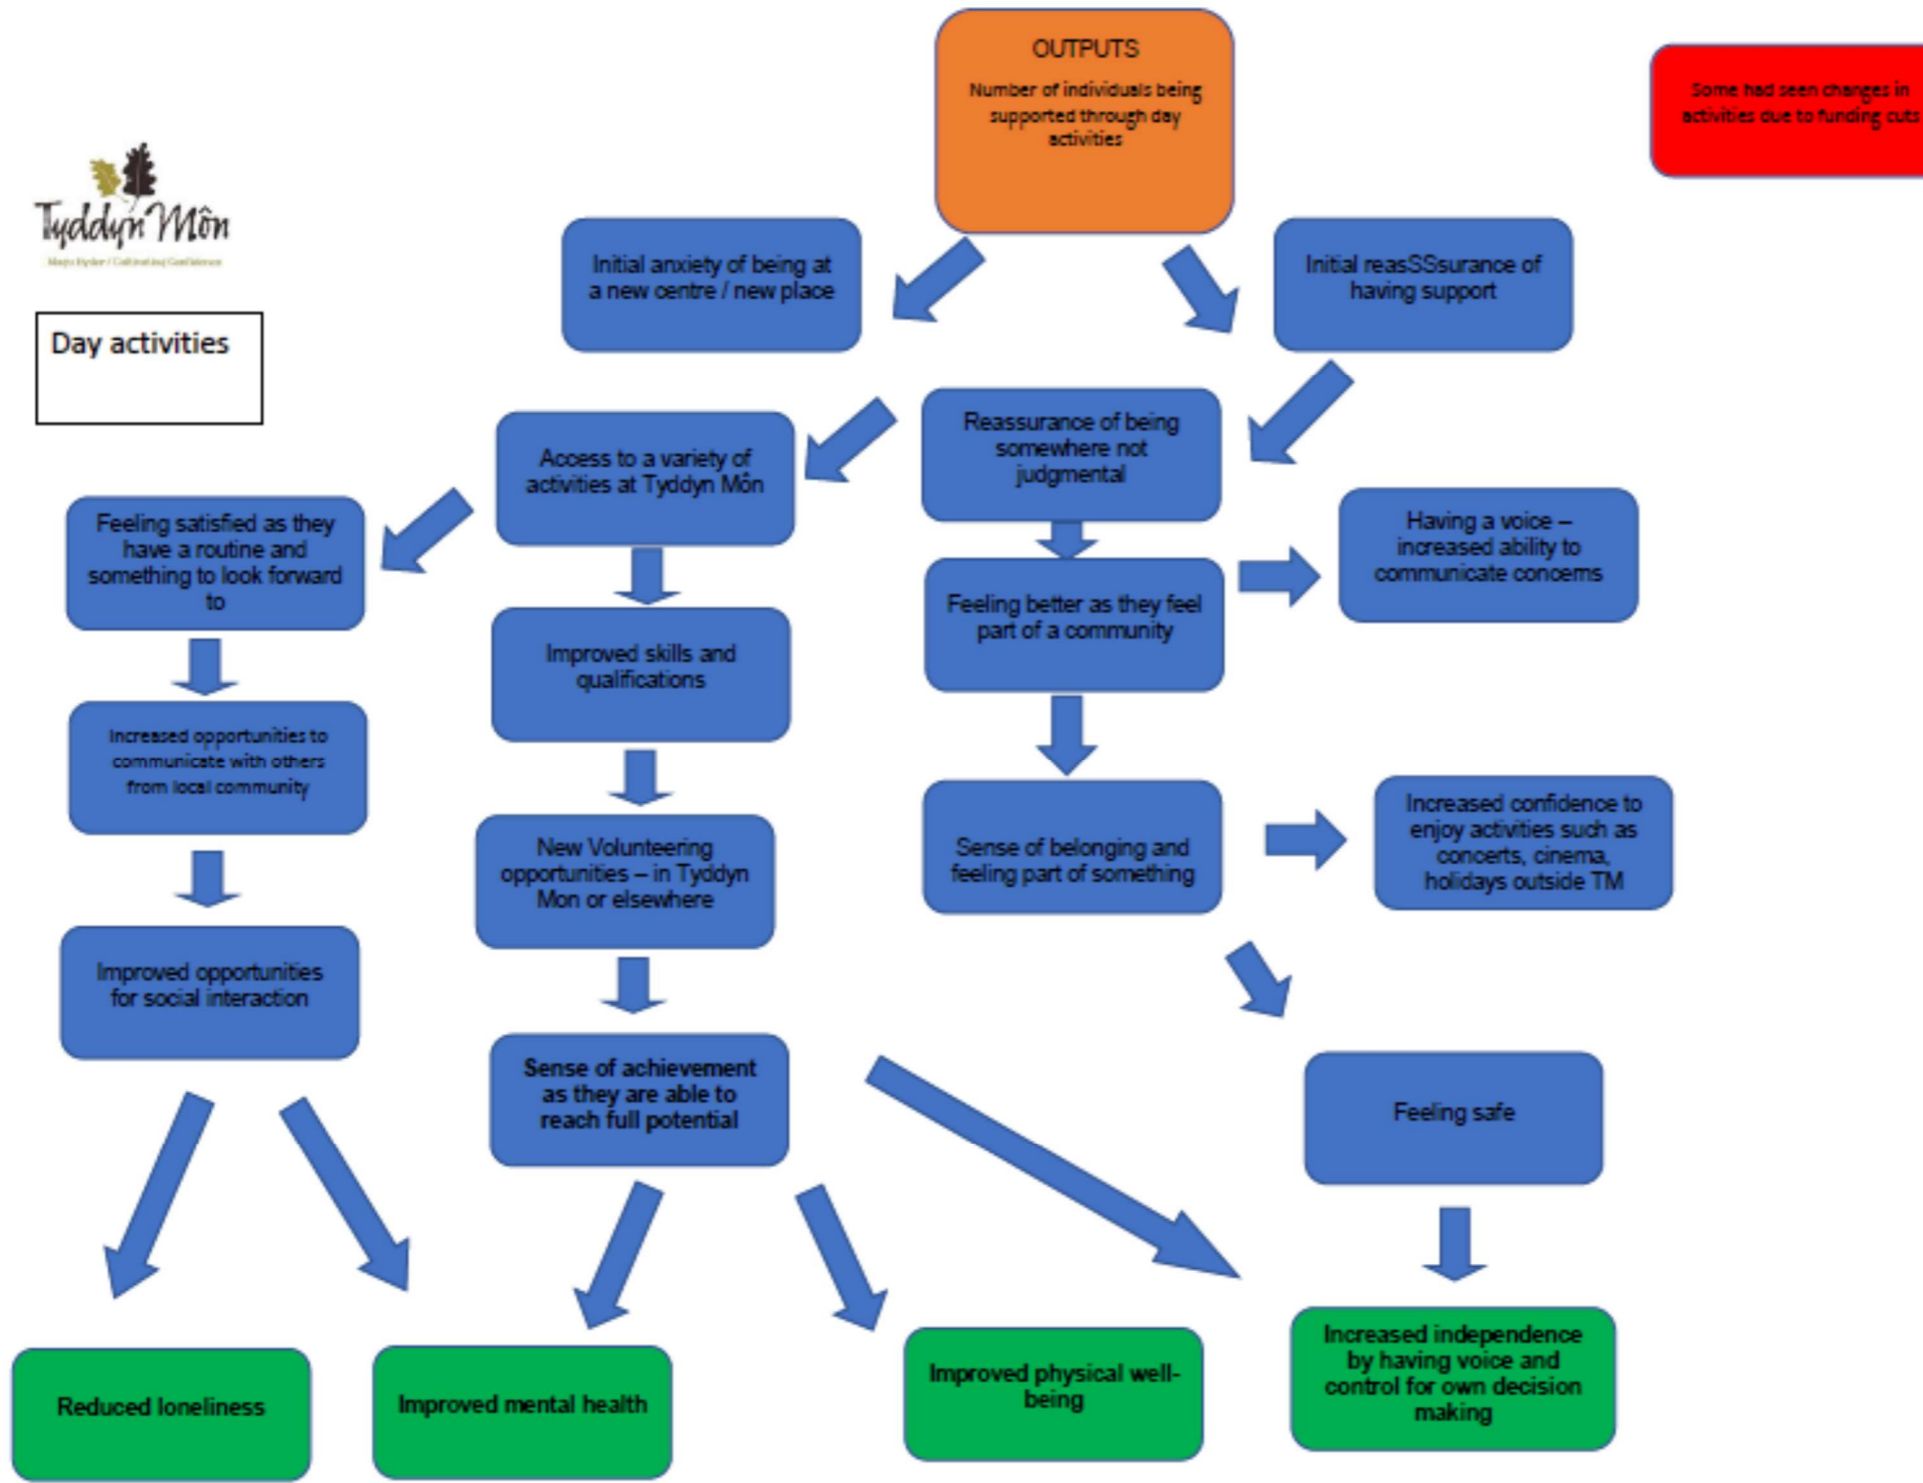 OUTPUTS
Number of individuals being
supported through day
activities
Some had seen changes in
activities due to funding cuts
Tyddyn Môn
Magu Hyder / Cultivating Confidence
Day activities
Initial anxiety of being at
a new centre / new place
Initial reasSSsurance of
having support
Access to a variety of
activities at Tyddyn Môn
Reassurance of being
somewhere not
judgmental
Feeling satisfied as they
have a routine and
something to look forward
to
Having a voice –
increased ability to
communicate concerns
Improved skills and
qualifications
Feeling better as they feel
part of a community
Increased opportunities to
communicate with others
from local community
New Volunteering
opportunities – in Tyddyn
Mon or elsewhere
Sense of belonging and
feeling part of something
Increased confidence to
enjoy activities such as
concerts, cinema,
holidays outside TM
Improved opportunities
for social interaction
Sense of achievement
as they are able to
reach full potential
Feeling safe
Reduced loneliness
Improved mental health
Improved physical well-
being
Increased independence
by having voice and
control for own decision
making